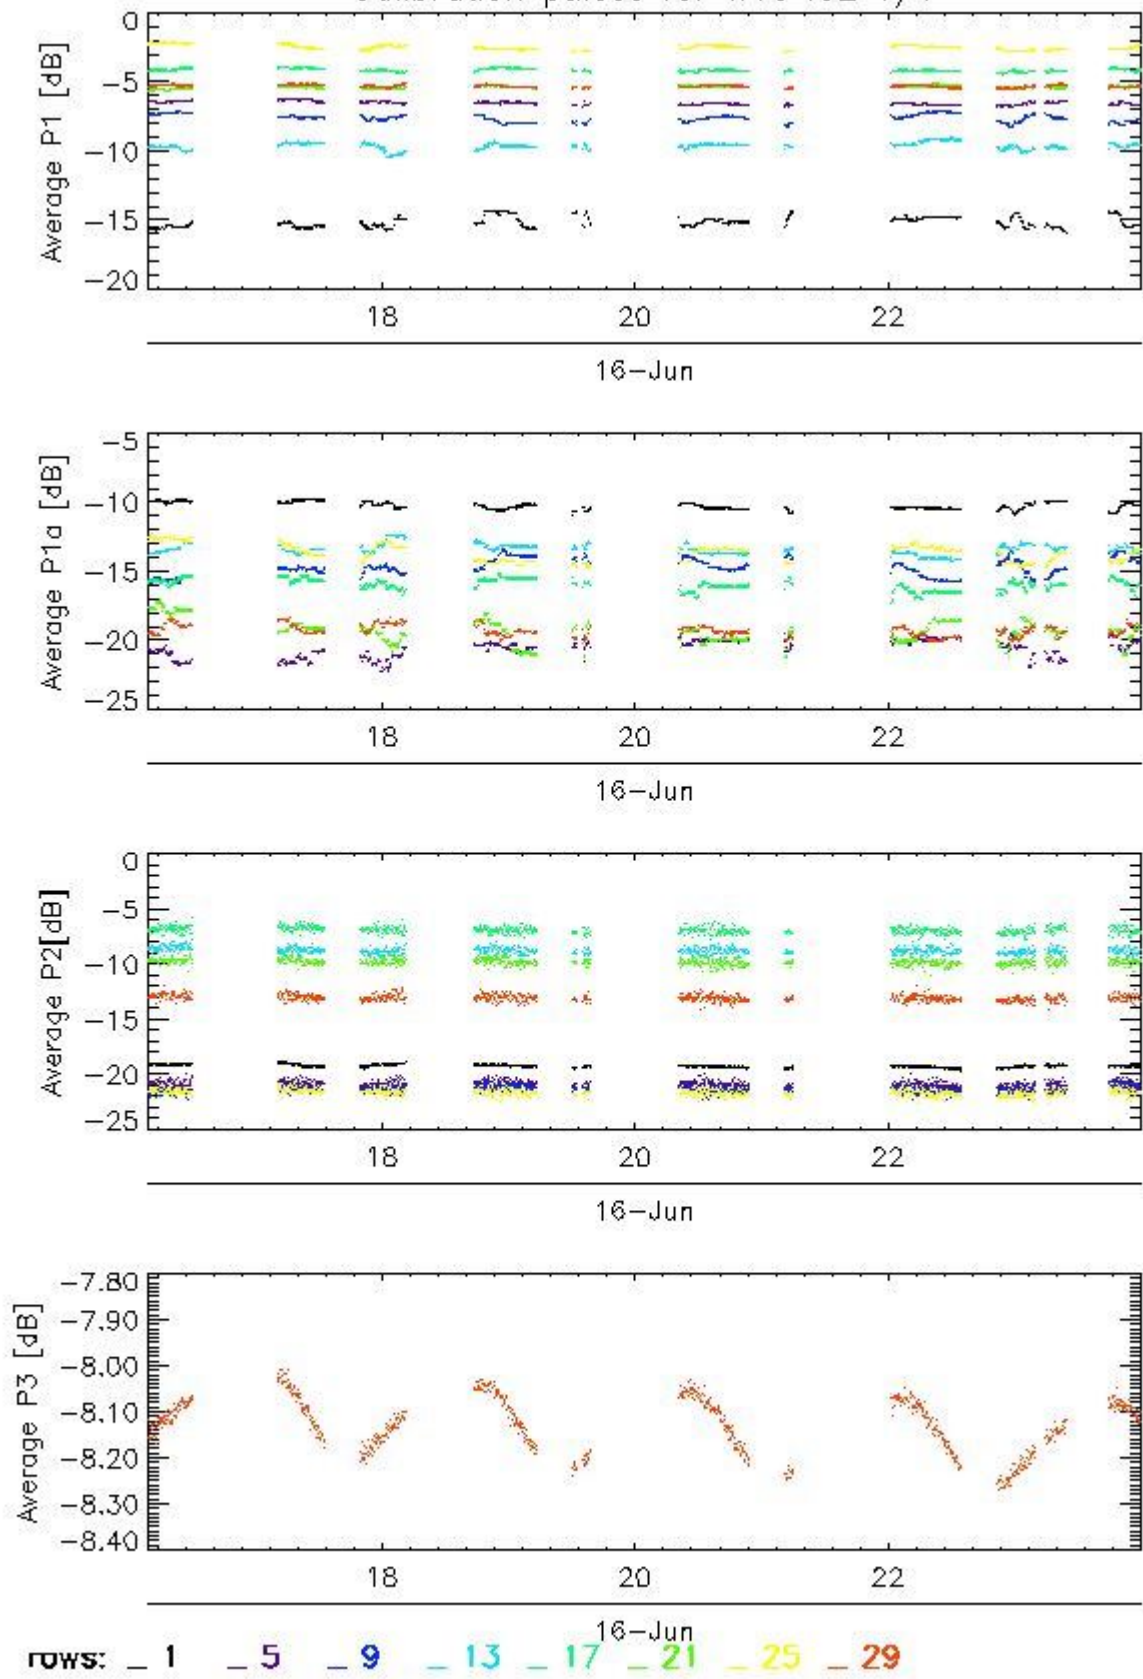 0
−5
−10
−15
−20
Average P1 [dB]
18 20 22
16−Jun
−5
−10
−15
−20
−25
Average P1a [dB]
18 20 22
16−Jun
0
−5
−10
−15
−20
−25
Average P2[dB]
18 20 22
16−Jun
−7.80
−7.90
−8.00
−8.10
−8.20
−8.30
−8.40
Average P3 [dB]
18 20 22
16−Jun
rows: _ 1 _ 5 _ 9 _ 13 _ 17 _ 21 _ 25 _ 29